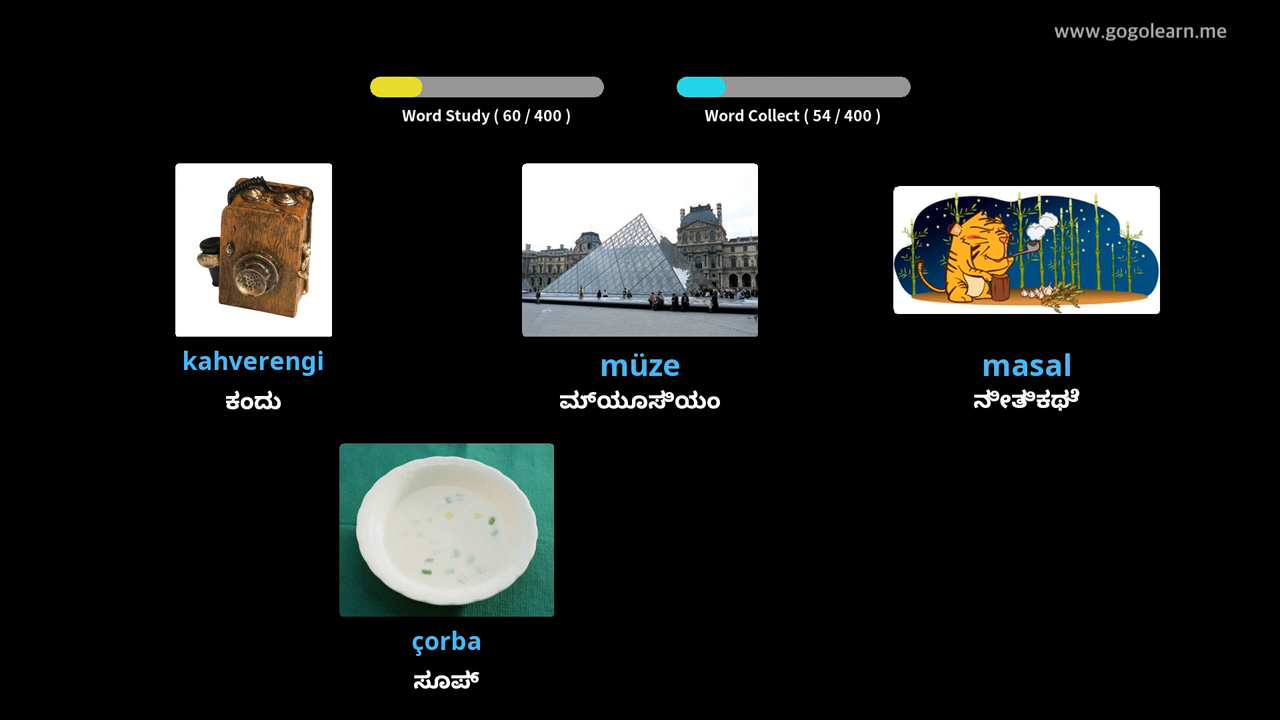 www.gogolearn.me
Word Study ( 60 / 400 )
Word Collect ( 54 / 400 )
kahverengi
ಕಂದು
müze
ಮ್ಯೂಸಿಯಂ
masal
ನೀತಿಕಥೆ
çorba
ಸೂಪ್